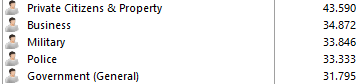 Private Citizens & Property 43.590
Business 34.872
Military 33.846
Police 33.333
Government (General) 31.795